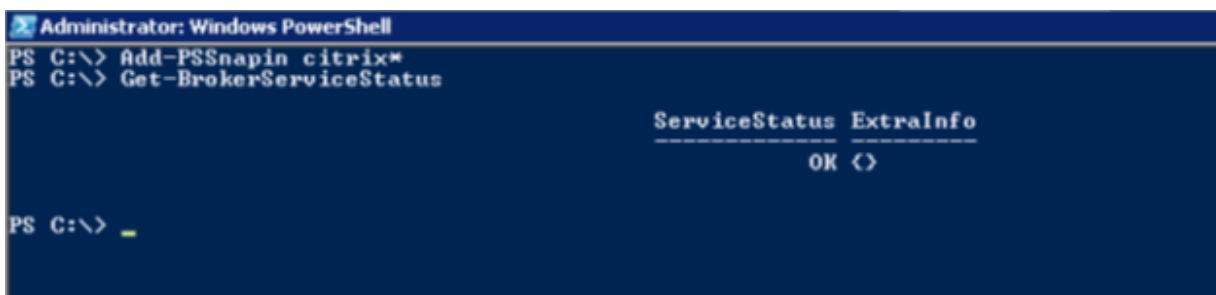 Administrator: Windows PowerShell
PS C:\> Add-PSSnapin citrix*
PS C:\> Get-BrokerServiceStatus
ServiceStatus ExtraInfo
------------- ---------
OK {}
PS C:\> _